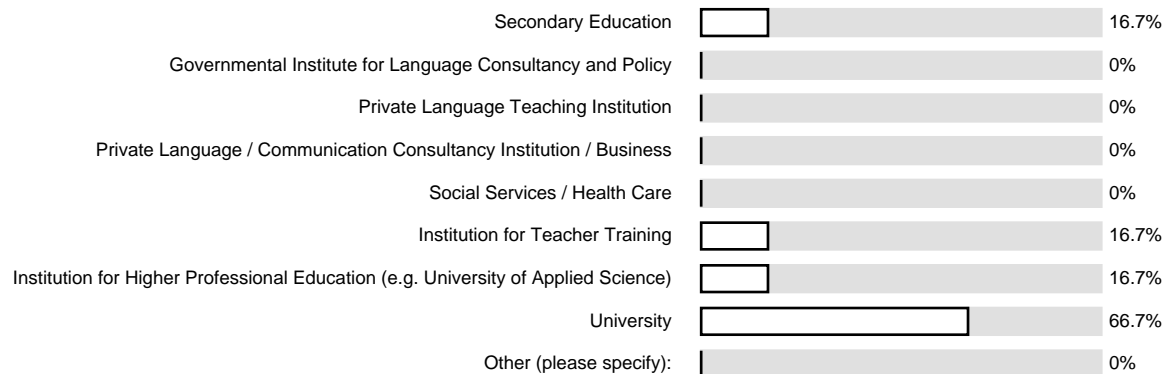 Secondary Education 16.7%
Governmental Institute for Language Consultancy and Policy 0%
Private Language Teaching Institution 0%
Private Language / Communication Consultancy Institution / Business 0%
Social Services / Health Care 0%
Institution for Teacher Training 16.7%
Institution for Higher Professional Education (e.g. University of Applied Science) 16.7%
University 66.7%
Other (please specify): 0%